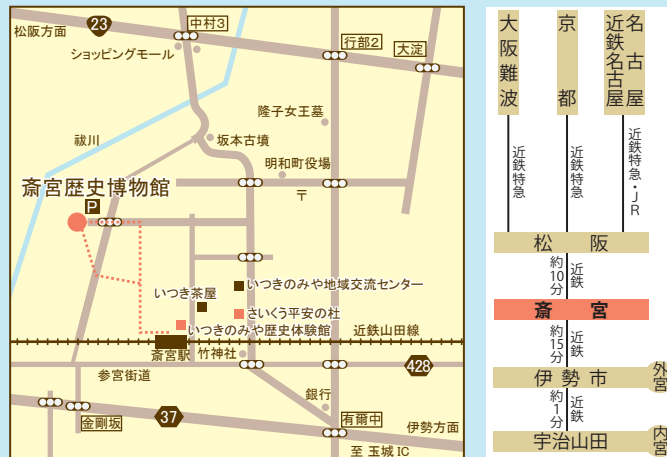 松阪方面
23
中村3
ショッピングモール
行部2
大淀
隆子女王墓
祓川
坂本古墳
明和町役場
〒
斎宮歴史博物館
P
いつき茶屋
いつきのみや地域交流センター
さいくう平安の杜
いつきのみや歴史体験館
近鉄山田線
斎宮駅
竹神社
参宮街道
428
銀行
金剛坂
37
有爾中
伊勢方面
至 玉城IC
大阪難波
京都
名古屋
近鉄名古屋
近鉄特急
近鉄特急
近鉄特急・JR
松阪
約10分
近鉄
斎宮
約15分
近鉄
伊勢市
外宮
約1分
近鉄
宇治山田
内宮